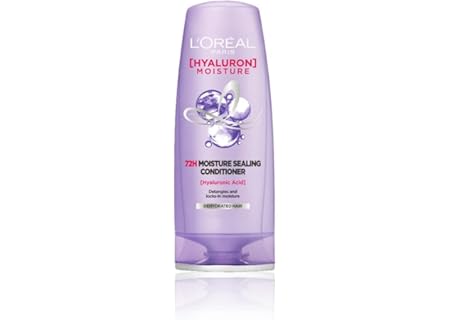 L'ORÉAL
PARIS
[HYALURON]
MOISTURE
72H MOISTURE SEALING
CONDITIONER
[Hyaluronic Acid]
Detangles and
locks-in moisture
DEHYDRATED HAIR